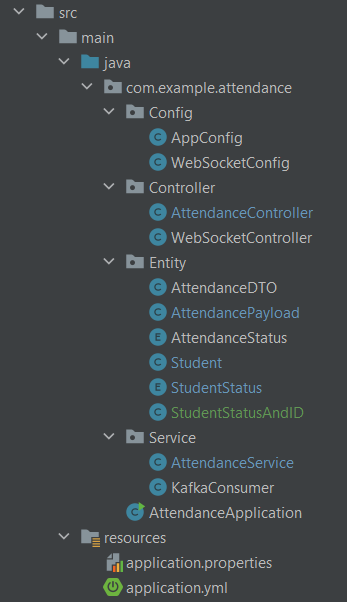 src
main
java
com.example.attendance
Config
AppConfig
WebSocketConfig
Controller
AttendanceController
WebSocketController
Entity
AttendanceDTO
AttendancePayload
AttendanceStatus
Student
StudentStatus
StudentStatusAndID
Service
AttendanceService
KafkaConsumer
AttendanceApplication
resources
application.properties
application.yml